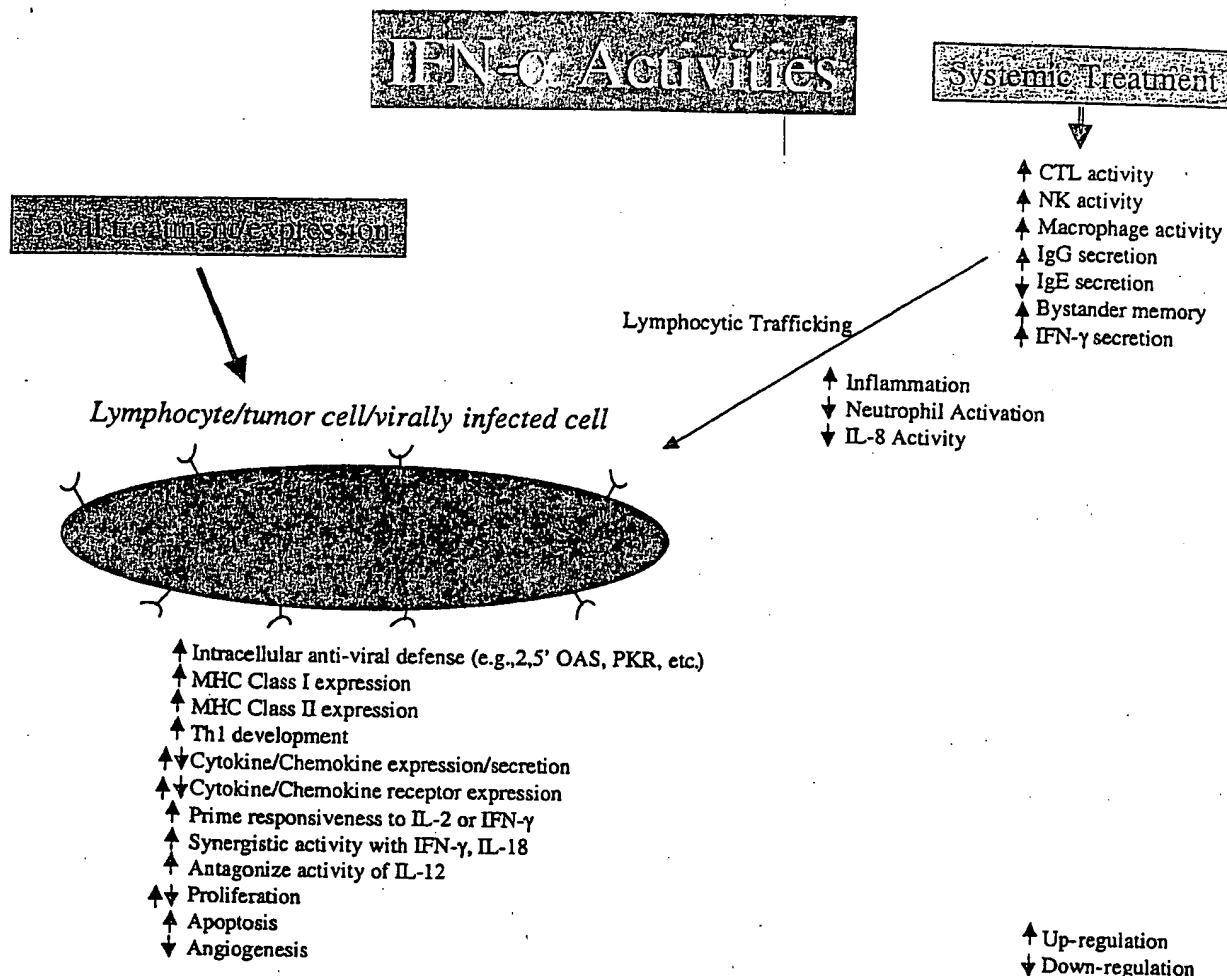 IFN-α Activities
Systemic Treatment
↑ CTL activity
↑ NK activity
↑ Macrophage activity
↑ IgG secretion
↓ IgE secretion
↑ Bystander memory
↑ IFN-γ secretion
Local treatment/expression
Lymphocytic Trafficking
↑ Inflammation
↓ Neutrophil Activation
↓ IL-8 Activity
Lymphocyte/tumor cell/virally infected cell
↑ Intracellular anti-viral defense (e.g.,2,5' OAS, PKR, etc.)
↑ MHC Class I expression
↑ MHC Class II expression
↑ Th1 development
↑↓ Cytokine/Chemokine expression/secretion
↑↓ Cytokine/Chemokine receptor expression
↑ Prime responsiveness to IL-2 or IFN-γ
↑ Synergistic activity with IFN-γ, IL-18
↑ Antagonize activity of IL-12
↑↓ Proliferation
↑ Apoptosis
↓ Angiogenesis
↑ Up-regulation
↓ Down-regulation